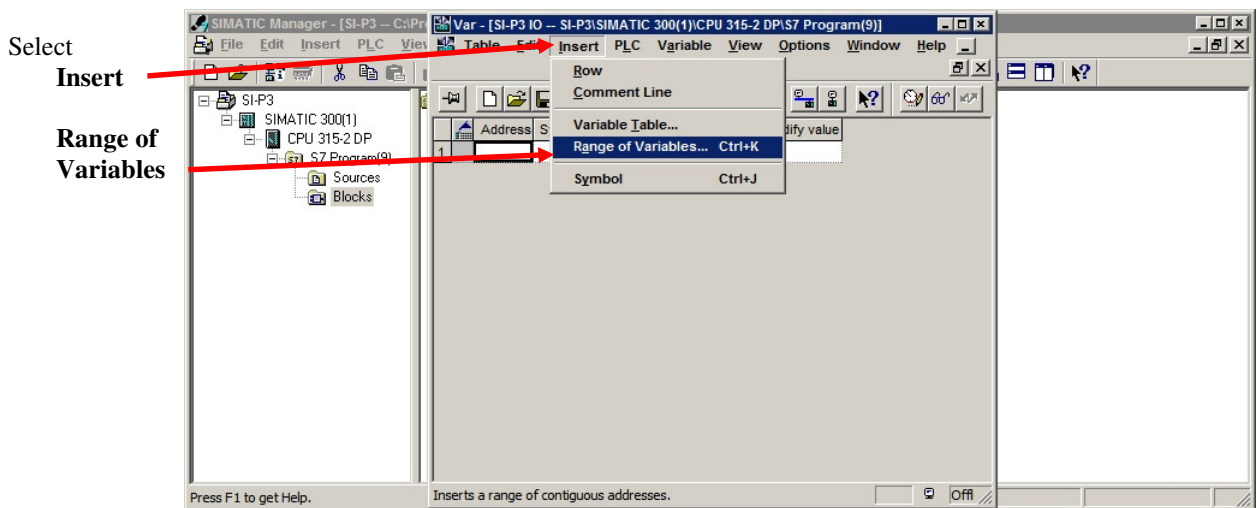 Select
Insert
Range of
Variables
SIMATIC Manager - [SI-P3 -- C:\Pr
File Edit Insert PLC Vie
SI-P3
SIMATIC 300(1)
CPU 315-2 DP
S7 Program(9)
Sources
Blocks
Press F1 to get Help.
Var - [SI-P3 IO -- SI-P3\SIMATIC 300(1)\CPU 315-2 DP\S7 Program(9)]
Table Edit Insert PLC Variable View Options Window Help
Row
Comment Line
Variable Table...
Range of Variables... Ctrl+K
Symbol Ctrl+J
Address S dify value
1
Inserts a range of contiguous addresses.
Offl